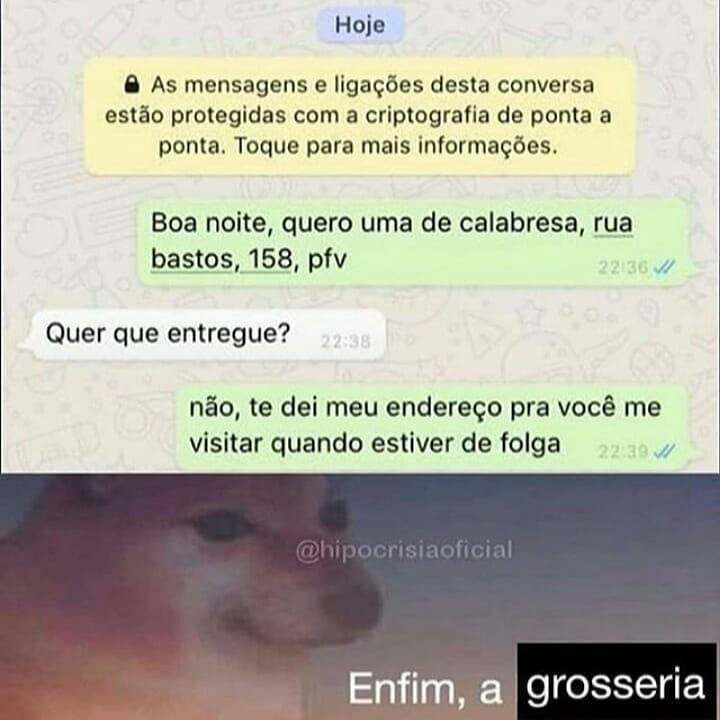 Hoje
As mensagens e ligações desta conversa
estão protegidas com a criptografia de ponta a
ponta. Toque para mais informações.
Boa noite, quero uma de calabresa, rua
bastos, 158, pfv
22:36
Quer que entregue?
22:38
não, te dei meu endereço pra você me
visitar quando estiver de folga
22:39
@hipocrisiaoficial
Enfim, a grosseria